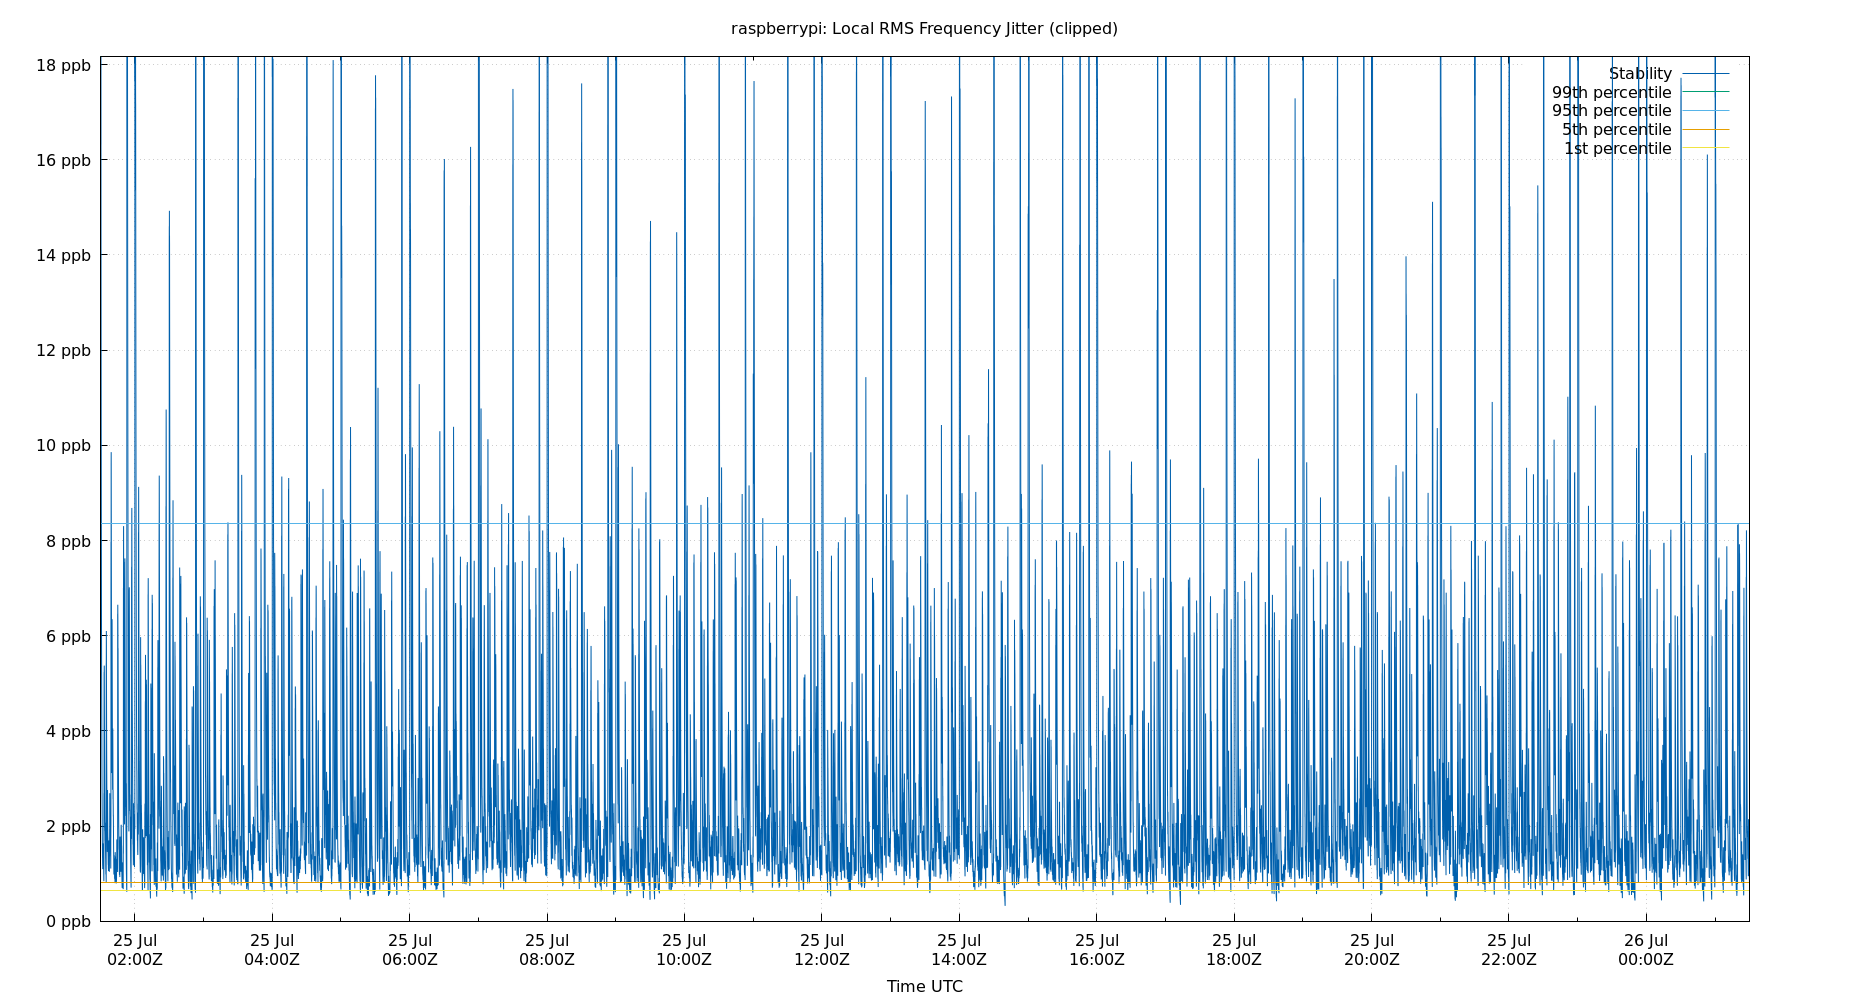 raspberrypi: Local RMS Frequency Jitter (clipped)
18 ppb
16 ppb
14 ppb
12 ppb
10 ppb
8 ppb
6 ppb
4 ppb
2 ppb
0 ppb
Stability
99th percentile
95th percentile
5th percentile
1st percentile
25 Jul 25 Jul 25 Jul 25 Jul 25 Jul 25 Jul 25 Jul 25 Jul 25 Jul 25 Jul 25 Jul 26 Jul
02:00Z 04:00Z 06:00Z 08:00Z 10:00Z 12:00Z 14:00Z 16:00Z 18:00Z 20:00Z 22:00Z 00:00Z
Time UTC